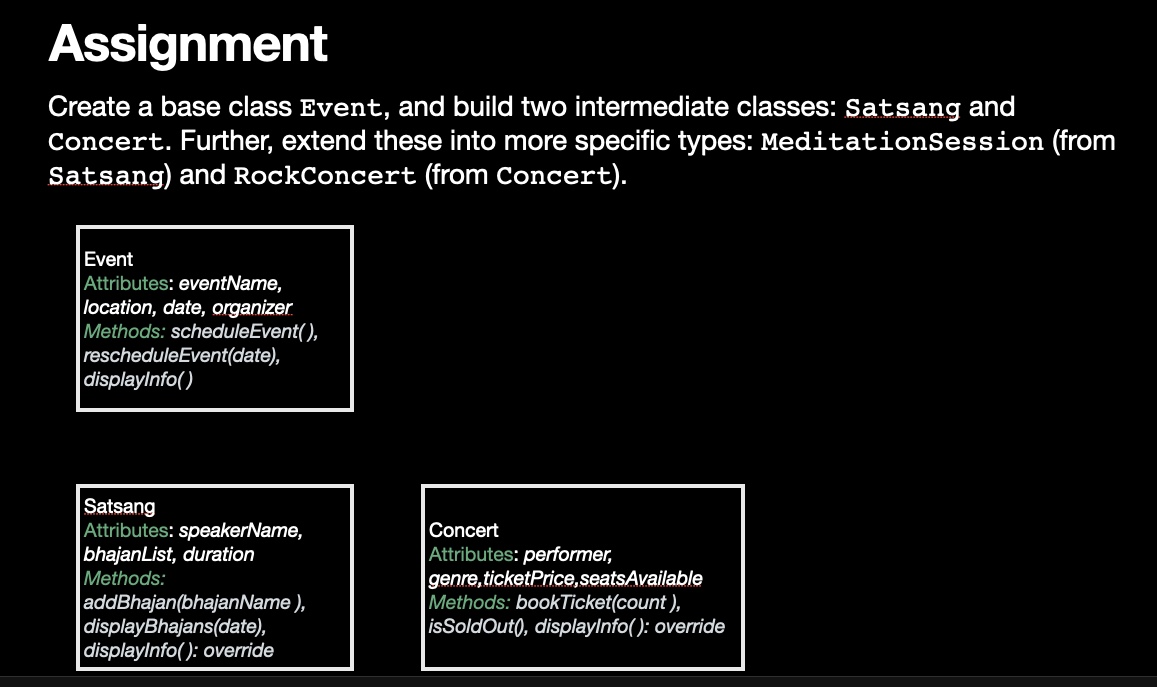 Assignment
Create a base class Event, and build two intermediate classes: Satsang and
Concert. Further, extend these into more specific types: MeditationSession (from
Satsang) and RockConcert (from Concert).
Event
Attributes: eventName,
location, date, organizer
Methods: scheduleEvent( ),
rescheduleEvent(date),
displayInfo( )
Satsang
Attributes: speakerName,
bhajanList, duration
Methods:
addBhajan(bhajanName ),
displayBhajans(date),
displayInfo( ): override
Concert
Attributes: performer,
genre,ticketPrice,seatsAvailable
Methods: bookTicket(count ),
isSoldOut(), displayInfo( ): override